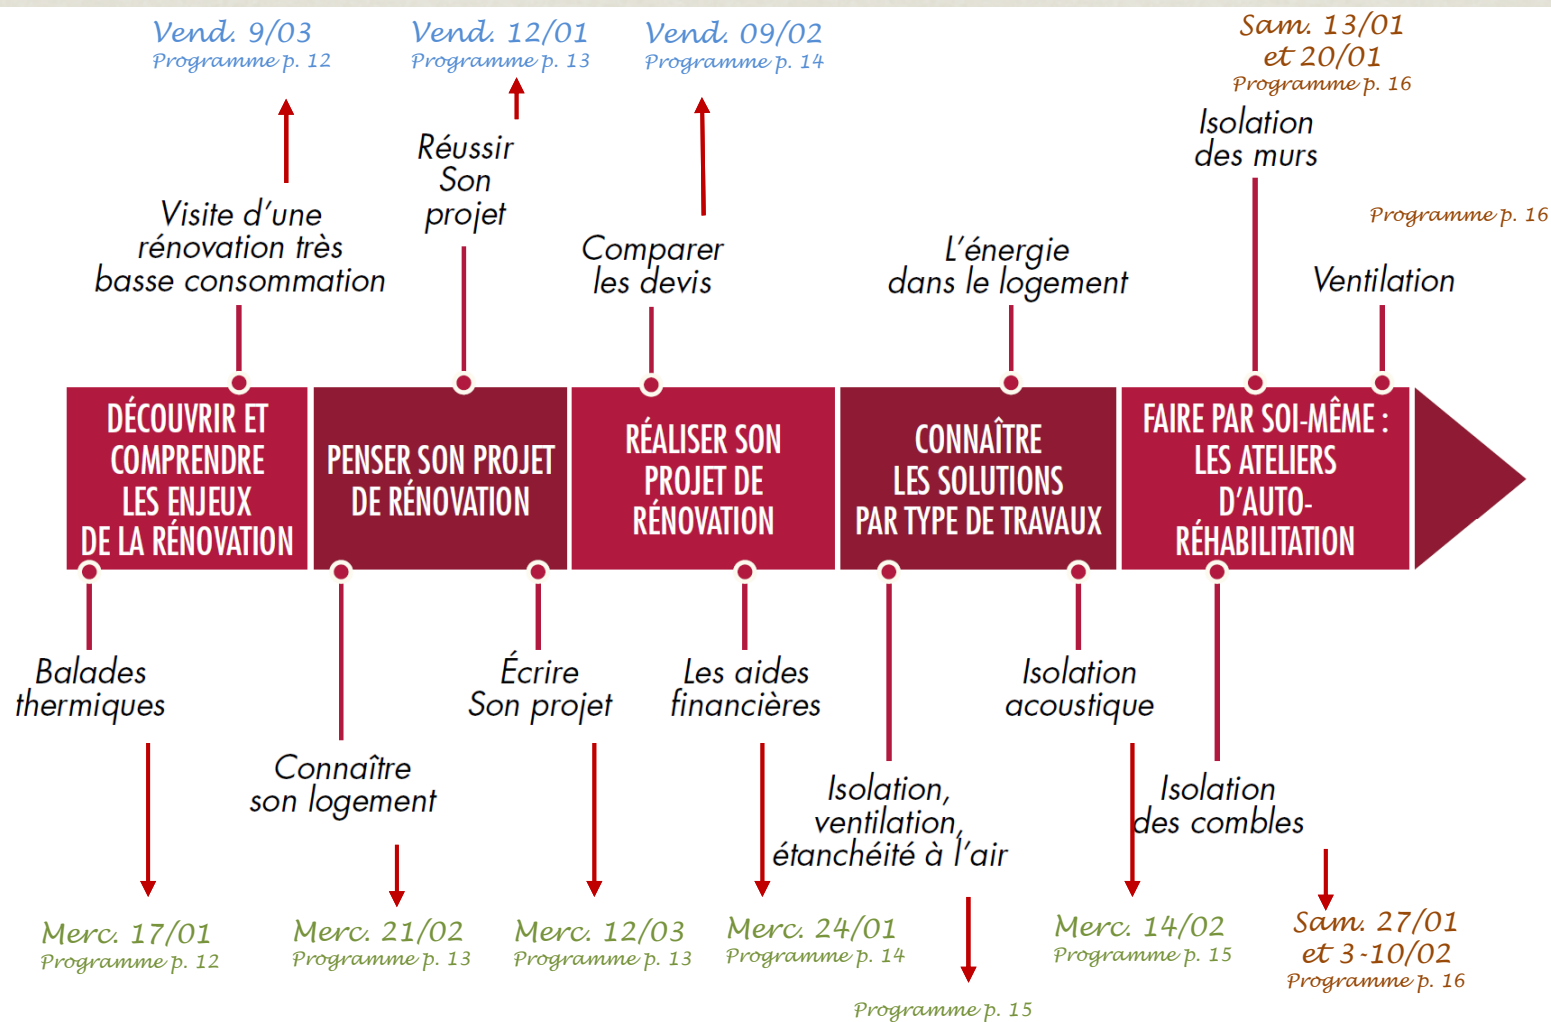 Vend. 9/03
Programme p. 12
Vend. 12/01
Programme p. 13
Vend. 09/02
Programme p. 14
Sam. 13/01
et 20/01
Programme p. 16
Visite d'une
rénovation très
basse consommation
Réussir
Son
projet
Comparer
les devis
L'énergie
dans le logement
Isolation
des murs
Programme p. 16
Ventilation
DÉCOUVRIR ET
COMPRENDRE
LES ENJEUX
DE LA RÉNOVATION
PENSER SON PROJET
DE RÉNOVATION
RÉALISER SON
PROJET DE
RÉNOVATION
CONNAÎTRE
LES SOLUTIONS
PAR TYPE DE TRAVAUX
FAIRE PAR SOI-MÊME :
LES ATELIERS
D'AUTO-
RÉHABILITATION
Balades
thermiques
Connaître
son logement
Écrire
Son projet
Les aides
financières
Isolation,
ventilation,
étanchéité à l'air
Isolation
acoustique
Isolation
des combles
Merc. 17/01
Programme p. 12
Merc. 21/02
Programme p. 13
Merc. 12/03
Programme p. 13
Merc. 24/01
Programme p. 14
Programme p. 15
Merc. 14/02
Programme p. 15
Sam. 27/01
et 3-10/02
Programme p. 16